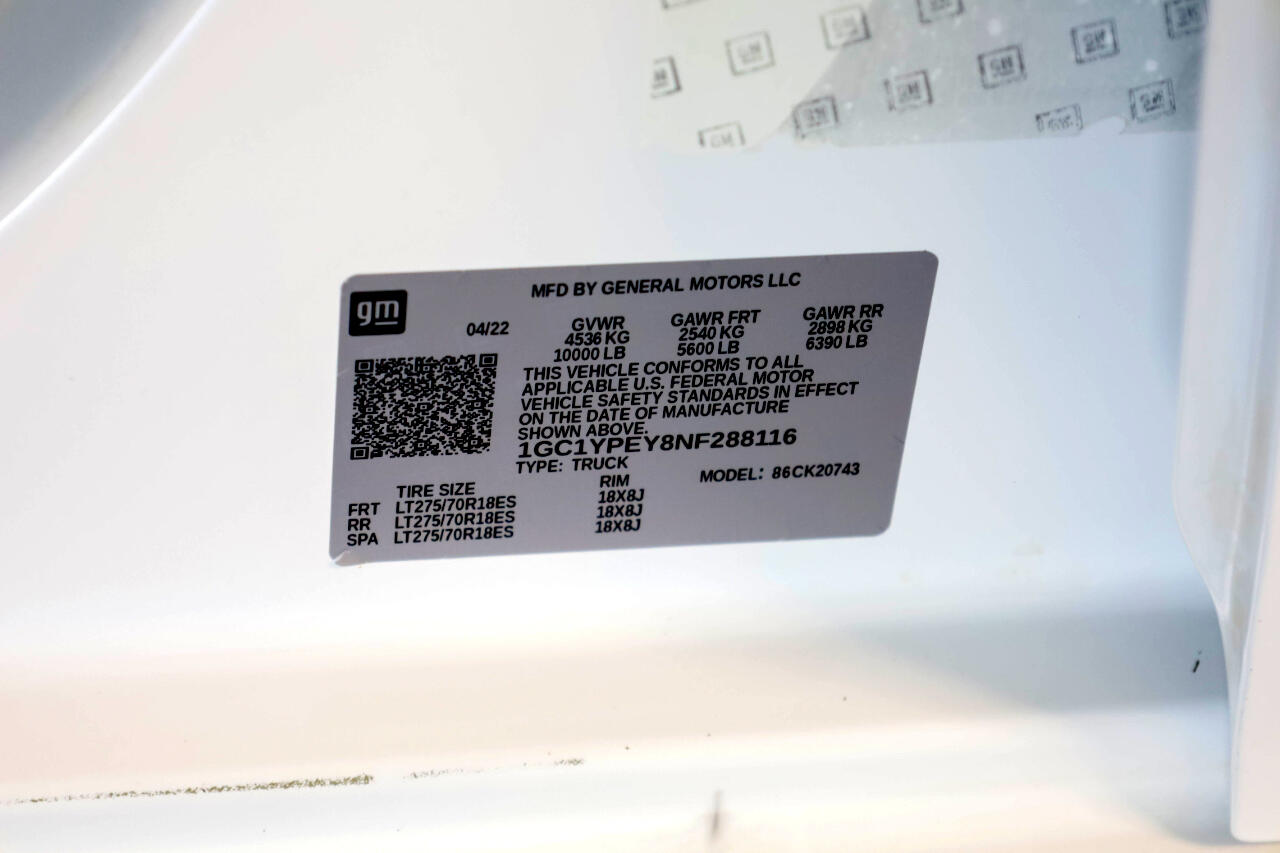 gm
MFD BY GENERAL MOTORS LLC
04/22
GVWR GAWR FRT GAWR RR
4536 KG 2540 KG 2898 KG
10000 LB 5600 LB 6390 LB
THIS VEHICLE CONFORMS TO ALL
APPLICABLE U.S. FEDERAL MOTOR
VEHICLE SAFETY STANDARDS IN EFFECT
ON THE DATE OF MANUFACTURE
SHOWN ABOVE.
1GC1YPEY8NF288116
TYPE: TRUCK MODEL: 86CK20743
TIRE SIZE RIM
FRT LT275/70R18ES 18X8J
RR LT275/70R18ES 18X8J
SPA LT275/70R18ES 18X8J